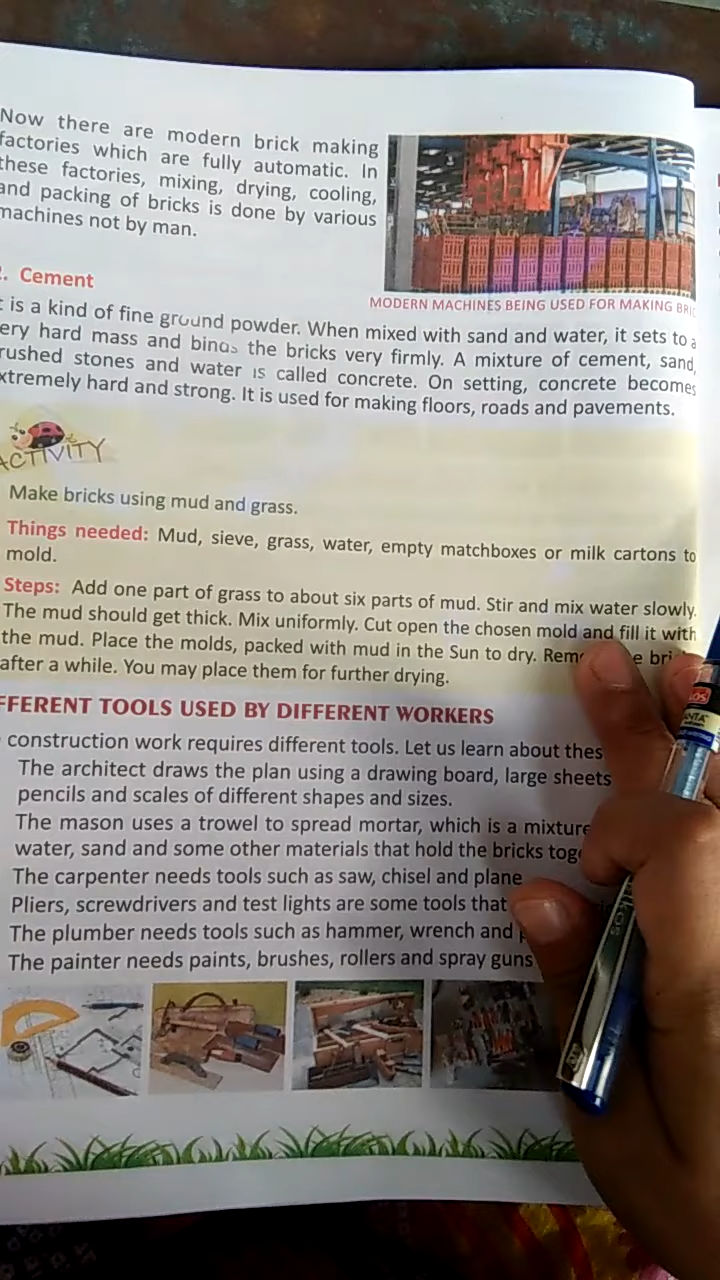 Now there are modern brick making
factories which are fully automatic. In
these factories, mixing, drying, cooling,
and packing of bricks is done by various
machines not by man.
MODERN MACHINES BEING USED FOR MAKING BRIC
2. Cement
t is a kind of fine ground powder. When mixed with sand and water, it sets to a
ery hard mass and binds the bricks very firmly. A mixture of cement, sand,
rushed stones and water is called concrete. On setting, concrete becomes
xtremely hard and strong. It is used for making floors, roads and pavements.
ACTIVITY
Make bricks using mud and grass.
Things needed: Mud, sieve, grass, water, empty matchboxes or milk cartons to
mold.
Steps: Add one part of grass to about six parts of mud. Stir and mix water slowly.
The mud should get thick. Mix uniformly. Cut open the chosen mold and fill it with
the mud. Place the molds, packed with mud in the Sun to dry. Rem e bri
after a while. You may place them for further drying.
FFERENT TOOLS USED BY DIFFERENT WORKERS
construction work requires different tools. Let us learn about thes
The architect draws the plan using a drawing board, large sheets
pencils and scales of different shapes and sizes.
The mason uses a trowel to spread mortar, which is a mixture
water, sand and some other materials that hold the bricks toge
The carpenter needs tools such as saw, chisel and plane
Pliers, screwdrivers and test lights are some tools that
The plumber needs tools such as hammer, wrench and p
The painter needs paints, brushes, rollers and spray guns